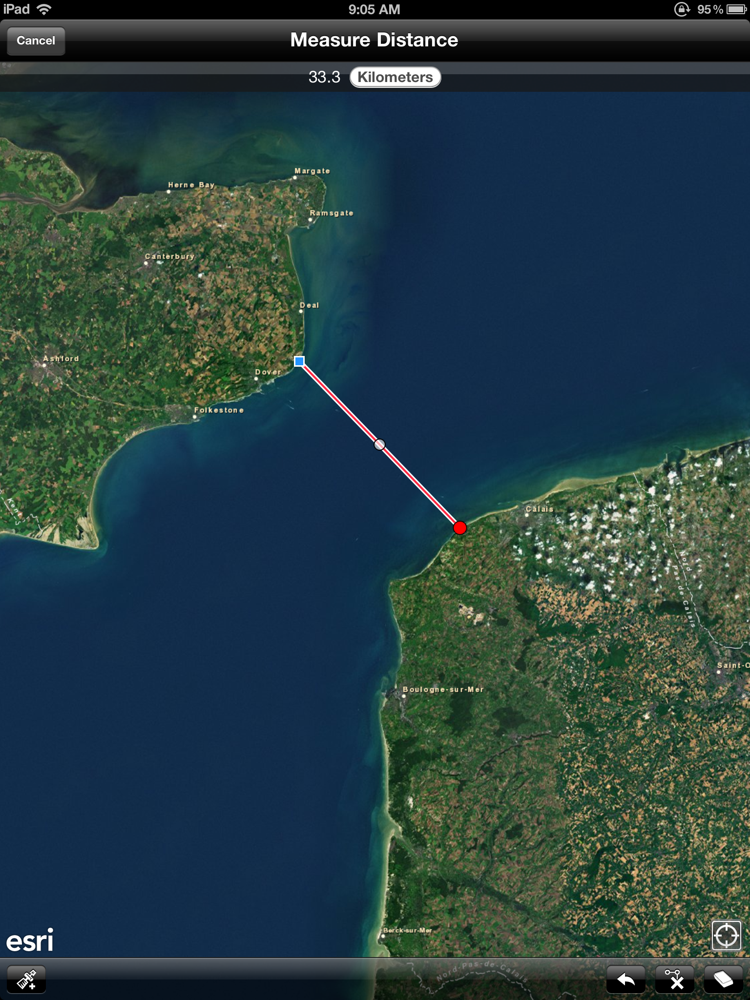 iPad 9:05 AM 95%
Cancel Measure Distance
33.3 Kilometers
Margate
Herne Bay
Ramsgate
Canterbury
Deal
Ashford
Dover
Folkestone
Kent
Calais
Nord
Pas-de-Calais
Saint-O
Boulogne-sur-Mer
Berck-sur-Mer
esri
Nord-Pas-de-Calais